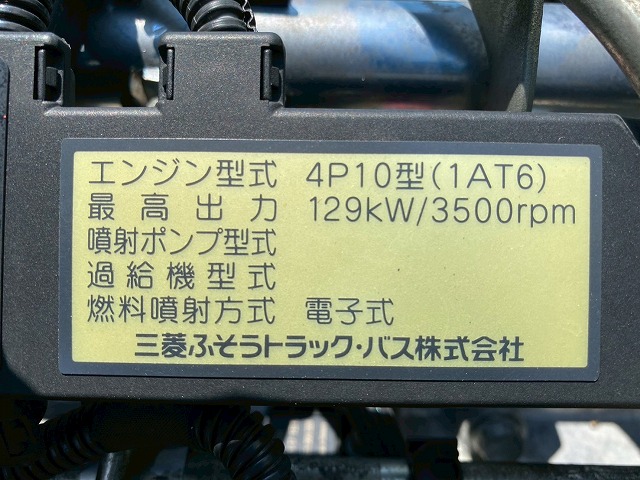 エンジン型式 4P10型(1AT6)
最高出力 129kW/3500rpm
噴射ポンプ型式
過給機型式
燃料噴射方式 電子式
三菱ふそうトラック・バス株式会社